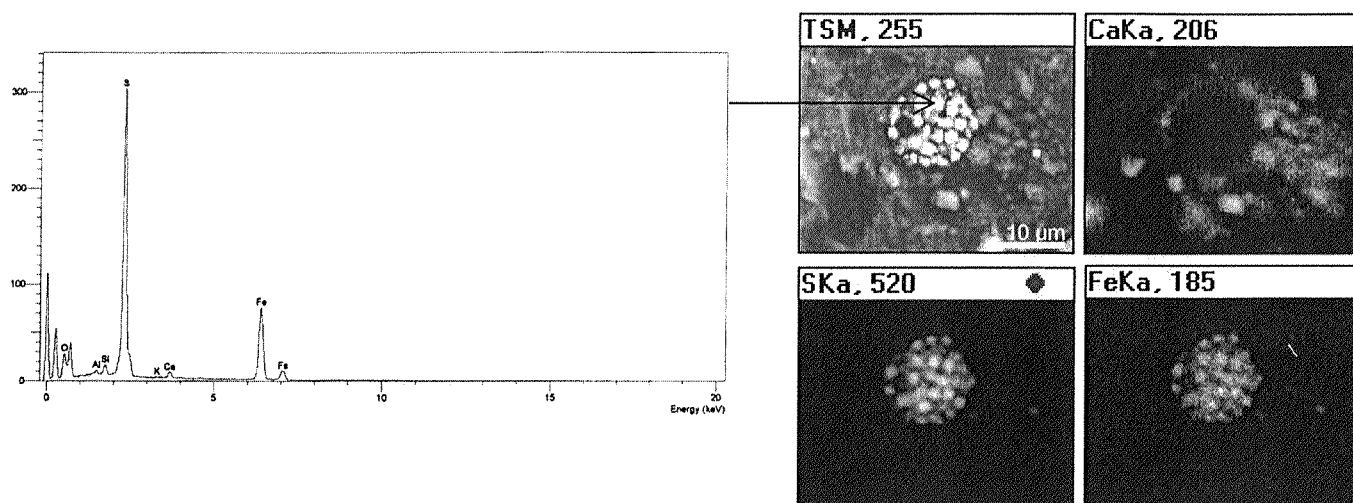 S
300
200
100
0
O
Al
Si
K
Ca
Fe
Fe
0
5
10
15
20
Energy (keV)
TSM, 255
10 µm
CaKa, 206
SKa, 520
FeKa, 185